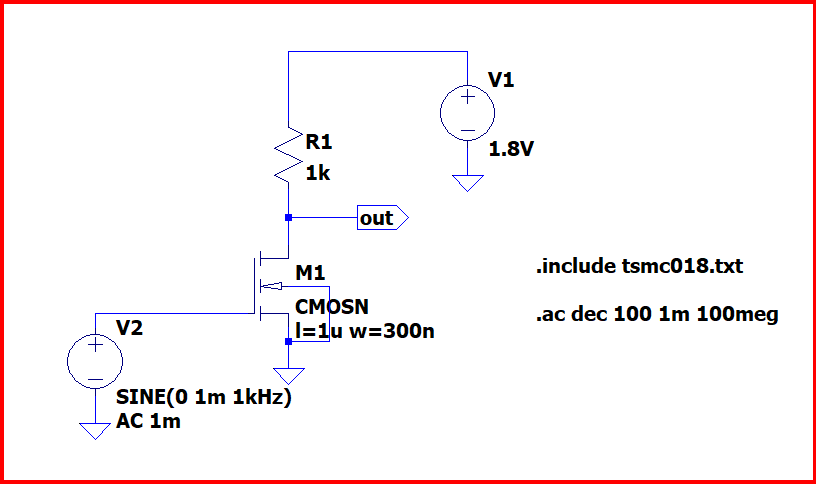 V1
1.8V
R1
1k
out
M1
CMOSN
l=1u w=300n
V2
SINE(0 1m 1kHz)
AC 1m
.include tsmc018.txt
.ac dec 100 1m 100meg